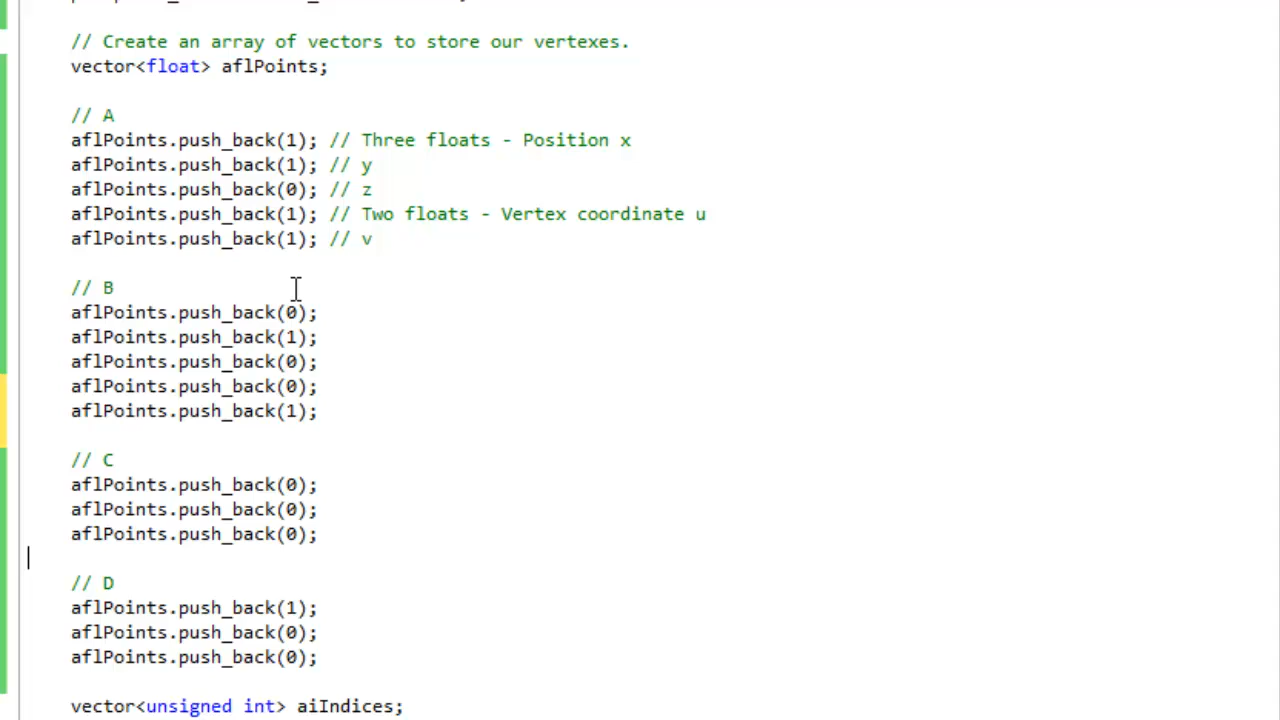 // Create an array of vectors to store our vertexes.
vector<float> aflPoints;
// A
aflPoints.push_back(1); // Three floats - Position x
aflPoints.push_back(1); // y
aflPoints.push_back(0); // z
aflPoints.push_back(1); // Two floats - Vertex coordinate u
aflPoints.push_back(1); // v
// B
aflPoints.push_back(0);
aflPoints.push_back(1);
aflPoints.push_back(0);
aflPoints.push_back(0);
aflPoints.push_back(1);
// C
aflPoints.push_back(0);
aflPoints.push_back(0);
aflPoints.push_back(0);
// D
aflPoints.push_back(1);
aflPoints.push_back(0);
aflPoints.push_back(0);
vector<unsigned int> aiIndices;